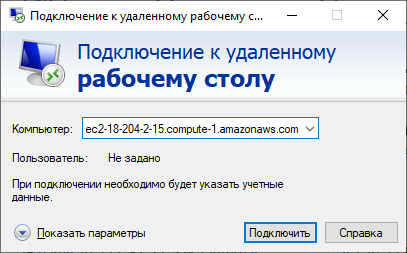 Подключение к удаленному рабочему с...
Подключение к удаленному
рабочему столу
Компьютер: ec2-18-204-2-15.compute-1.amazonaws.com
Пользователь: Не задано
При подключении необходимо будет указать учетные
данные.
Показать параметры Подключить Справка